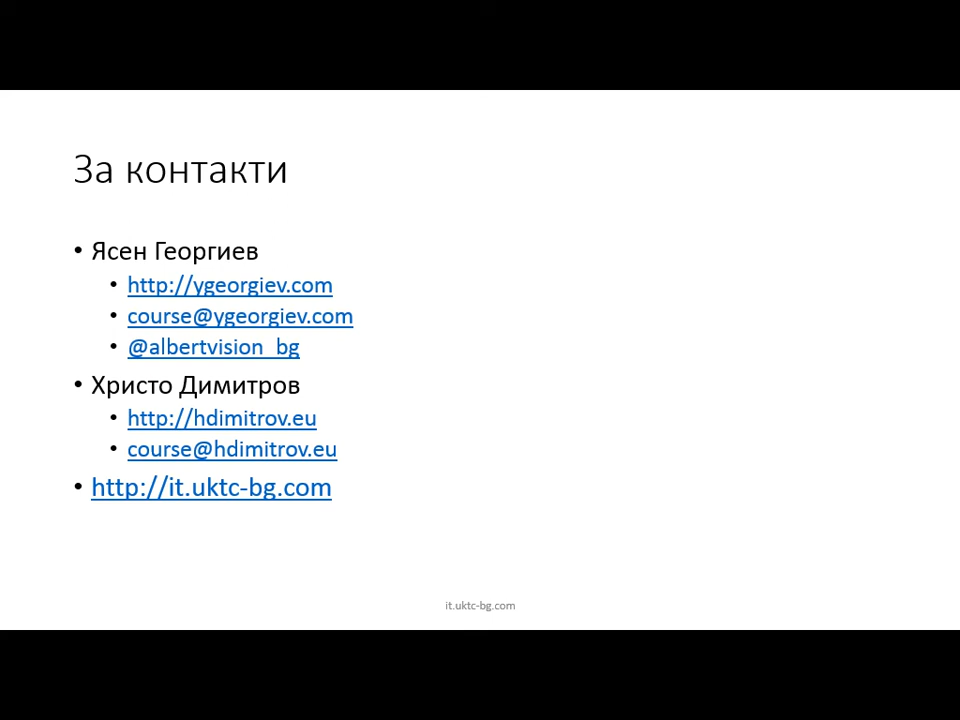 За контакти
• Ясен Георгиев
• http://ygeorgiev.com
• course@ygeorgiev.com
• @albertvision_bg
• Христо Димитров
• http://hdimitrov.eu
• course@hdimitrov.eu
• http://it.uktc-bg.com
it.uktc-bg.com